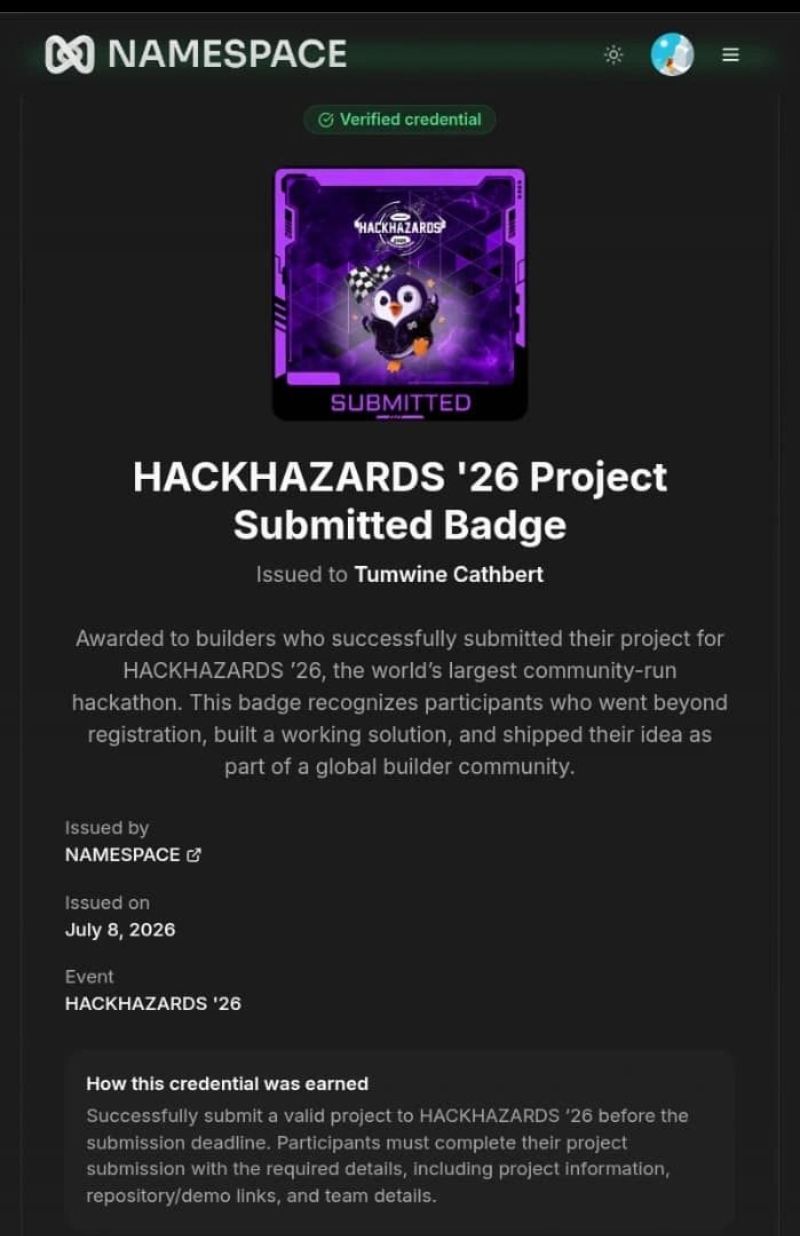 NAMESPACE
Verified credential
HACKHAZARDS
SUBMITTED
HACKHAZARDS '26 Project
Submitted Badge
Issued to Tumwine Cathbert
Awarded to builders who successfully submitted their project for
HACKHAZARDS ’26, the world’s largest community-run
hackathon. This badge recognizes participants who went beyond
registration, built a working solution, and shipped their idea as
part of a global builder community.
Issued by
NAMESPACE
Issued on
July 8, 2026
Event
HACKHAZARDS '26
How this credential was earned
Successfully submit a valid project to HACKHAZARDS ’26 before the
submission deadline. Participants must complete their project
submission with the required details, including project information,
repository/demo links, and team details.